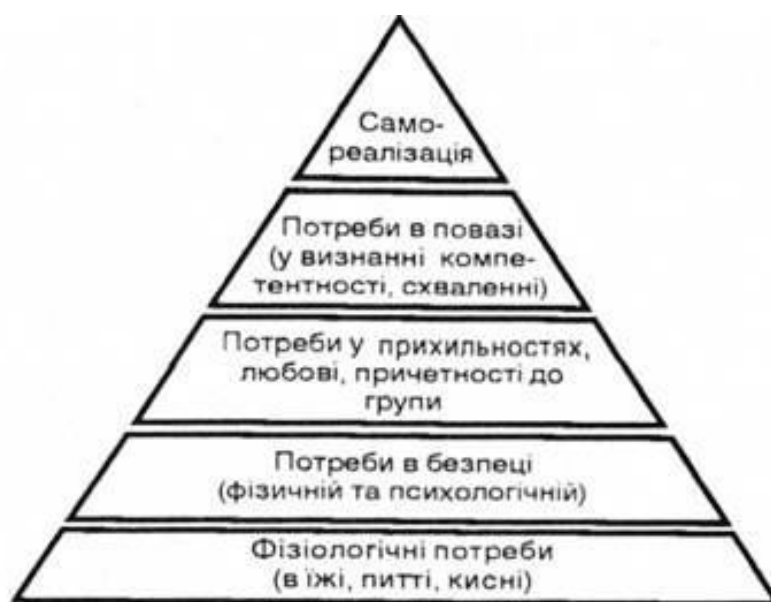 Само-
реалізація
Потреби в повазі
(у визнанні компе-
тентності, схваленні)
Потреби у прихильностях,
любові, причетності до
групи
Потреби в безпеці
(фізичній та психологічній)
Фізіологічні потреби
(в їжі, питті, кисні)